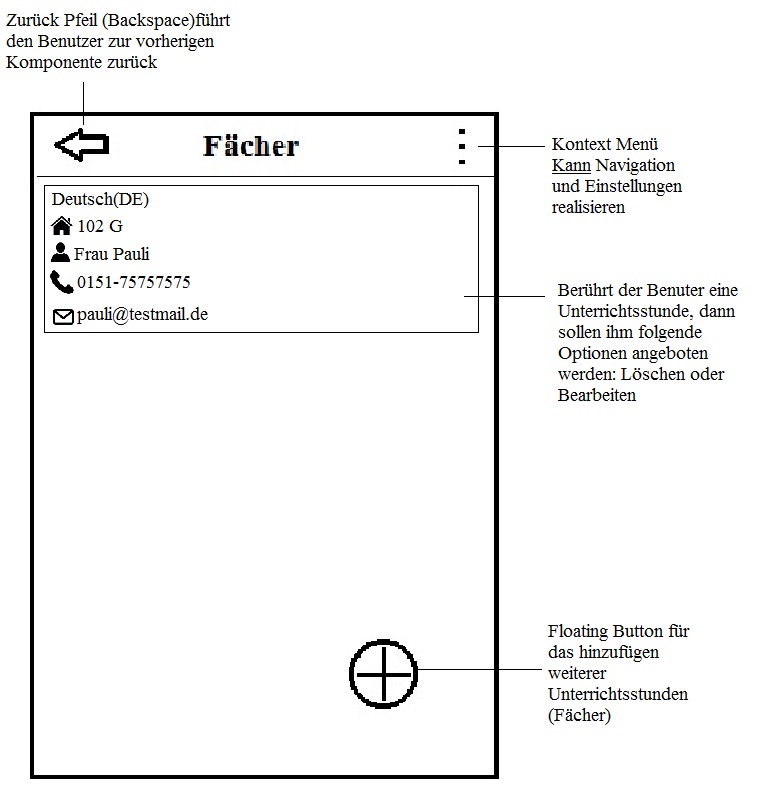 Zurück Pfeil (Backspace)führt
den Benutzer zur vorherigen
Komponente zurück
Fächer
Kontext Menü
Kann Navigation
und Einstellungen
realisieren
Deutsch(DE)
102 G
Frau Pauli
0151-75757575
pauli@testmail.de
Berührt der Benuter eine
Unterrichtsstunde, dann
sollen ihm folgende
Optionen angeboten
werden: Löschen oder
Bearbeiten
Floating Button für
das hinzufügen
weiterer
Unterrichtsstunden
(Fächer)